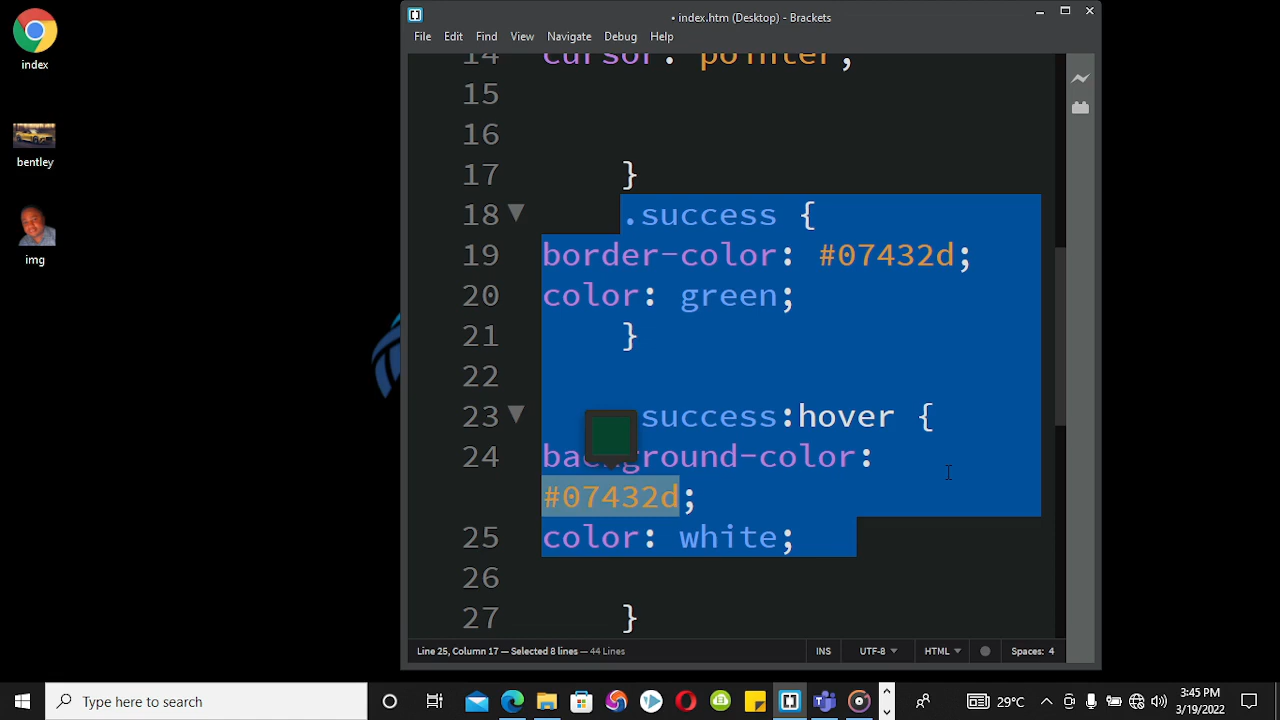 index
bentley
img
• index.htm (Desktop) - Brackets
File Edit Find View Navigate Debug Help
14 cursor: pointer;
15
16
17 }
18 .success {
19 border-color: #07432d;
20 color: green;
21 }
22
23 success:hover {
24 background-color:
#07432d;
25 color: white;
26
27 }
Line 25, Column 17 — Selected 8 lines — 44 Lines
INS UTF-8 HTML Spaces: 4
Type here to search
29°C
3:45 PM
3/19/2022